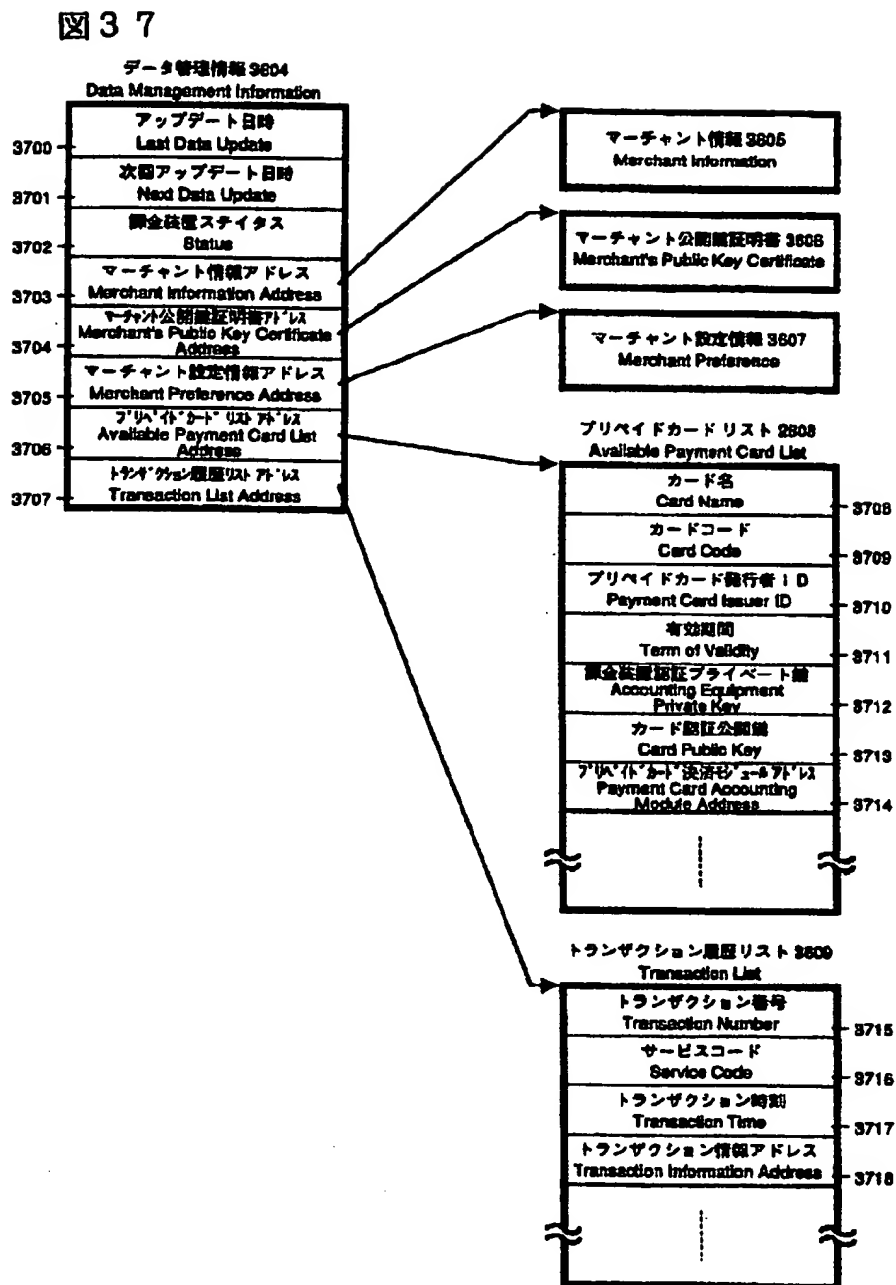 図37
データ管理情報 3604
Data Management Information
アップデート日時
Last Data Update
3700
次回アップデート日時
Next Data Update
3701
課金装置ステイタス
Status
3702
マーチャント情報アドレス
Merchant Information Address
3703
マーチャント公開鍵証明書アドレス
Merchant's Public Key Certificate
Address
3704
マーチャント設定情報アドレス
Merchant Preference Address
3705
プリペイドカードリストアドレス
Available Payment Card List
Address
3706
トランザクション履歴リストアドレス
Transaction List Address
3707
マーチャント情報 3605
Merchant Information
マーチャント公開鍵証明書 3606
Merchant's Public Key Certificate
マーチャント設定情報 3607
Merchant Preference
プリペイドカードリスト 2608
Available Payment Card List
カード名
Card Name
3708
カードコード
Card Code
3709
プリペイドカード発行者ID
Payment Card Issuer ID
3710
有効期間
Term of Validity
3711
課金装置認証プライベート鍵
Accounting Equipment
Private Key
3712
カード認証公開鍵
Card Public Key
3713
プリペイドカード決済モジュールアドレス
Payment Card Accounting
Module Address
3714
トランザクション履歴リスト 3609
Transaction List
トランザクション番号
Transaction Number
3715
サービスコード
Service Code
3716
トランザクション時刻
Transaction Time
3717
トランザクション情報アドレス
Transaction Information Address
3718